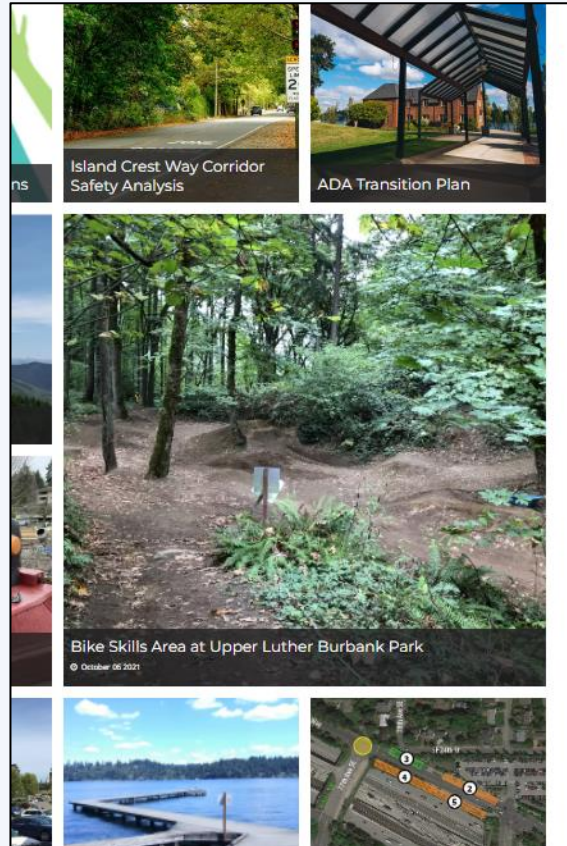 ns
Island Crest Way Corridor
Safety Analysis
ADA Transition Plan
Bike Skills Area at Upper Luther Burbank Park
October 06 2021
3
4
2
5